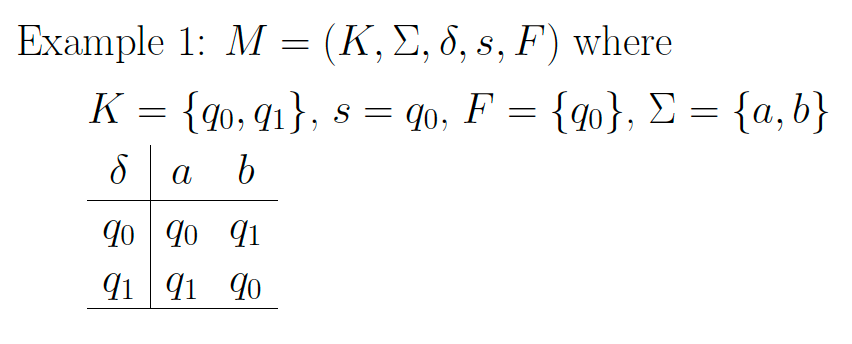 Example 1: M = (K, Σ, δ, s, F) where
K = {q₀, q₁}, s = q₀, F = {q₀}, Σ = {a, b}
δ a b
q₀ q₀ q₁
q₁ q₁ q₀